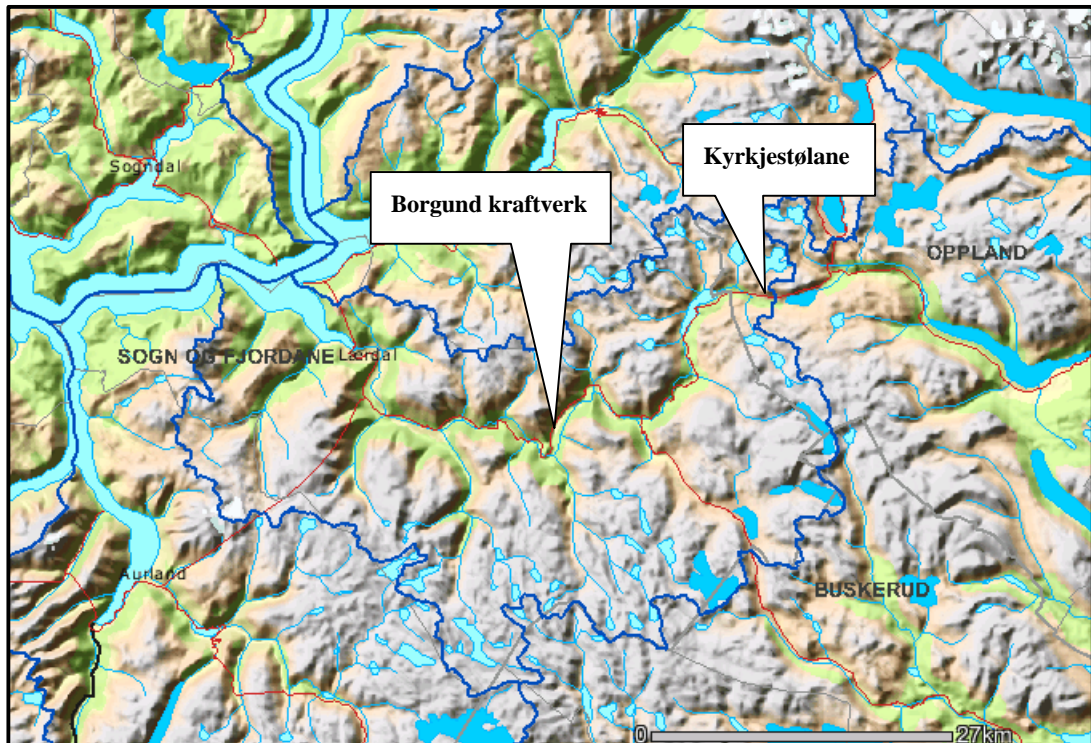 Sogndal
Kyrkjestølane
Borgund kraftverk
OPPLAND
SOGN OG FJORDANE
Lærdal
Aurland
BUSKERUD
0 27km